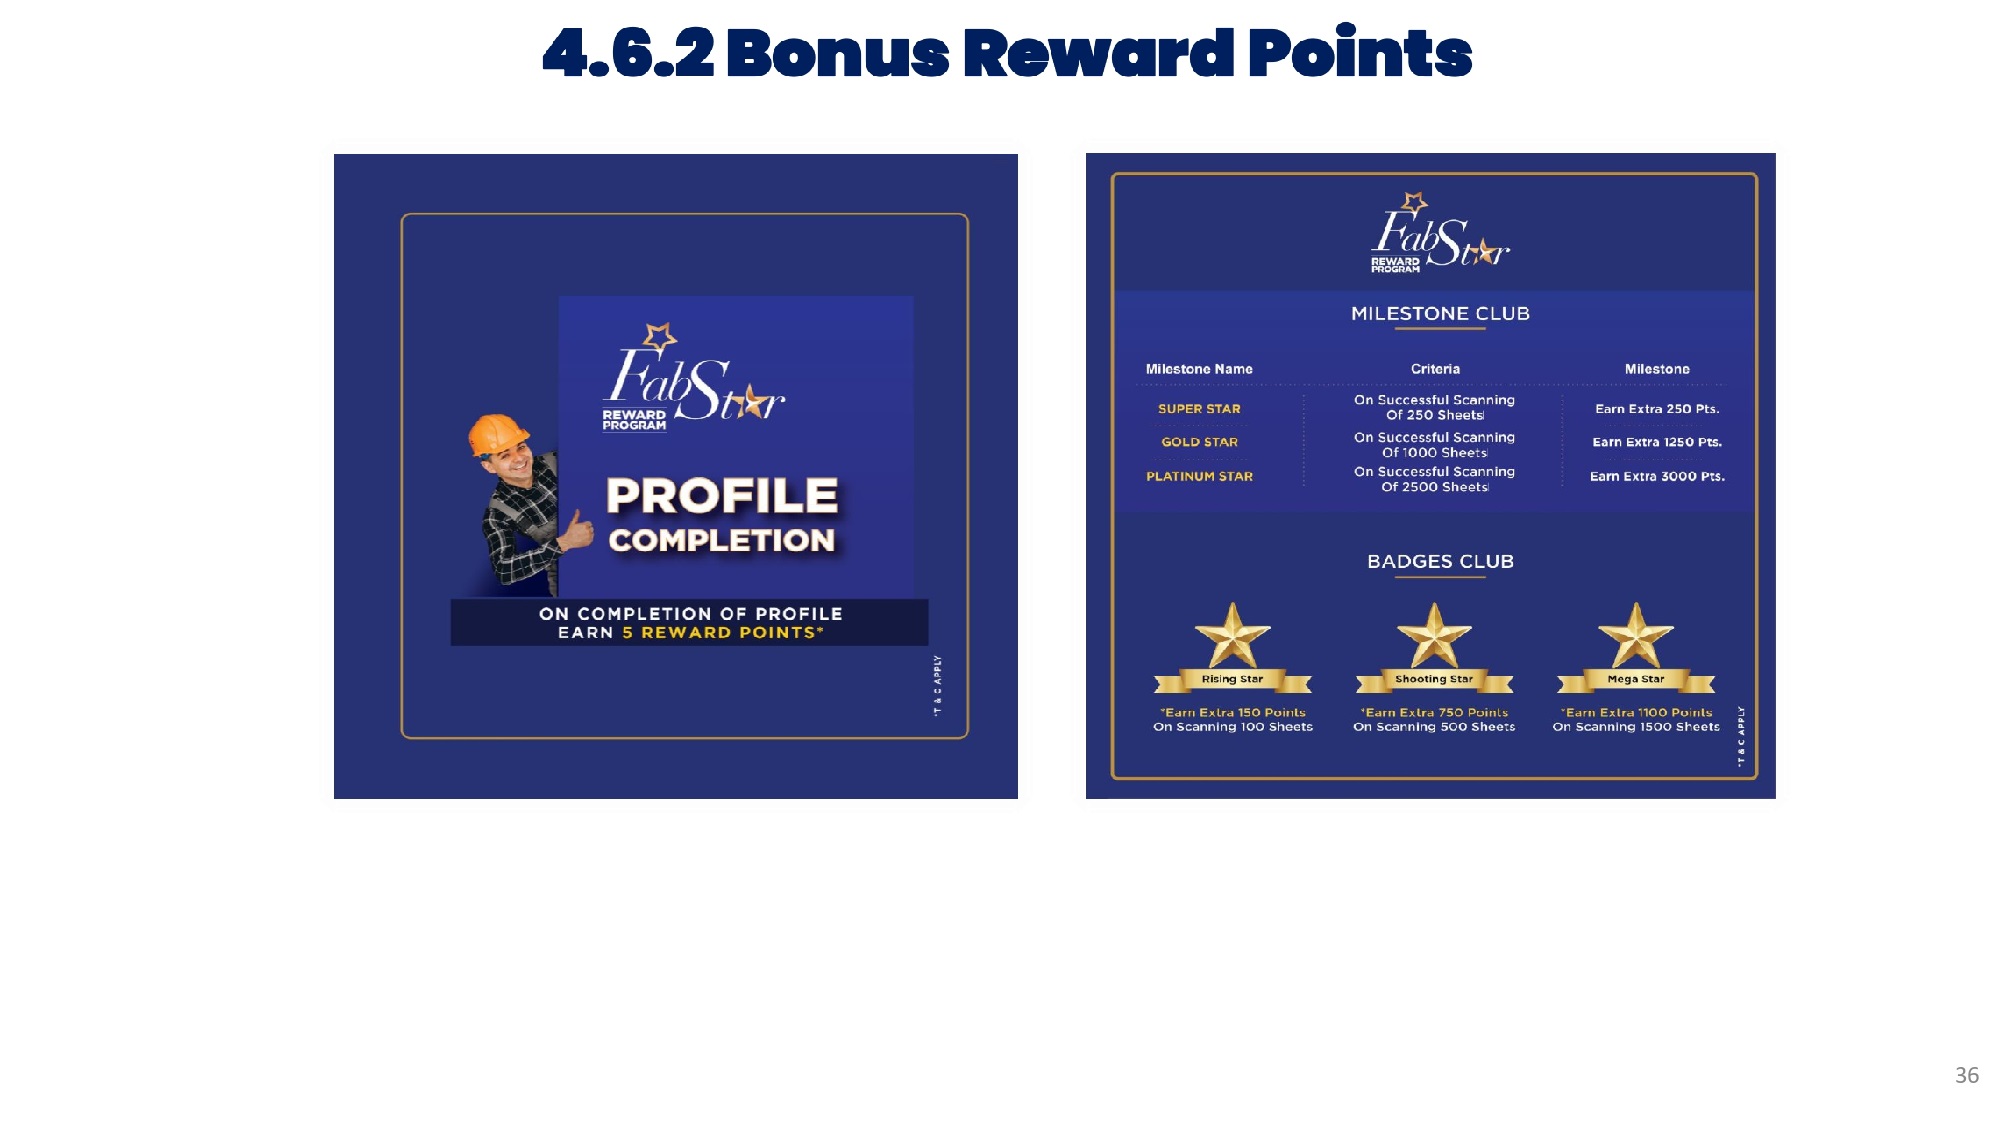 4.6.2 Bonus Reward Points
FabStar
REWARD
PROGRAM
PROFILE
COMPLETION
ON COMPLETION OF PROFILE
EARN 5 REWARD POINTS*
*T & C APPLY
FabStar
REWARD
PROGRAM
MILESTONE CLUB
Milestone Name Criteria Milestone
SUPER STAR On Successful Scanning Of 250 Sheets Earn Extra 250 Pts.
GOLD STAR On Successful Scanning Of 1000 Sheets Earn Extra 1250 Pts.
PLATINUM STAR On Successful Scanning Of 2500 Sheets Earn Extra 3000 Pts.
BADGES CLUB
Rising Star Shooting Star Mega Star
*Earn Extra 150 Points *Earn Extra 750 Points *Earn Extra 1100 Points
On Scanning 100 Sheets On Scanning 500 Sheets On Scanning 1500 Sheets
*T & C APPLY
36